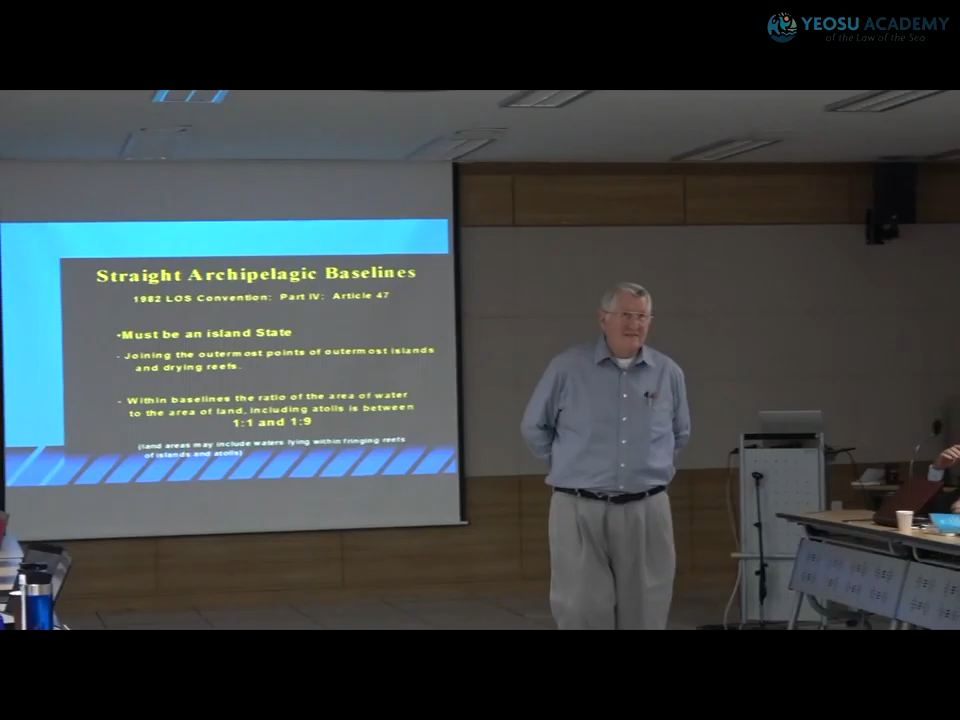 YEOSU ACADEMY
of the Law of the Sea
Straight Archipelagic Baselines
1982 LOS Convention: Part IV: Article 47
•Must be an island State
- Joining the outermost points of outermost islands
and drying reefs.
- Within baselines the ratio of the area of water
to the area of land, including atolls is between
1:1 and 1:9
(land areas may include waters lying within fringing reefs
of islands and atolls)